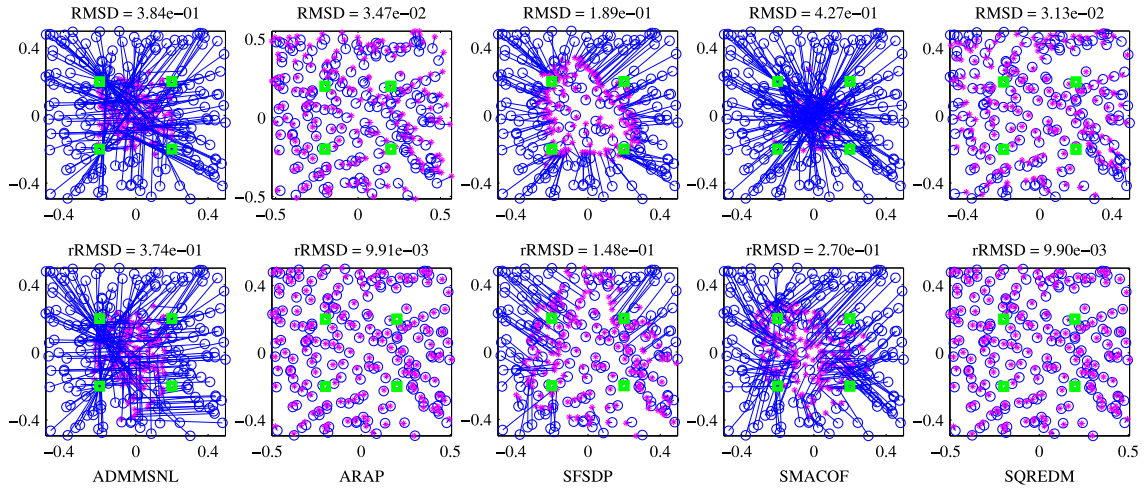 RMSD = 3.84e−01 RMSD = 3.47e−02 RMSD = 1.89e−01 RMSD = 4.27e−01 RMSD = 3.13e−02
0.4 0.5 0.4 0.4 0.4
0 0 0 0 0
−0.4 −0.5 −0.4 −0.4 −0.4
−0.4 0 0.4 −0.5 0 0.5 −0.4 0 0.4 −0.4 0 0.4 −0.4 0 0.4
rRMSD = 3.74e−01 rRMSD = 9.91e−03 rRMSD = 1.48e−01 rRMSD = 2.70e−01 rRMSD = 9.90e−03
0.4 0.4 0.4 0.4 0.4
0 0 0 0 0
−0.4 −0.4 −0.4 −0.4 −0.4
−0.4 0 0.4 −0.5 0 0.5 −0.4 0 0.4 −0.4 0 0.4 −0.5 0 0.5
ADMMSNL ARAP SFSDP SMACOF SQREDM